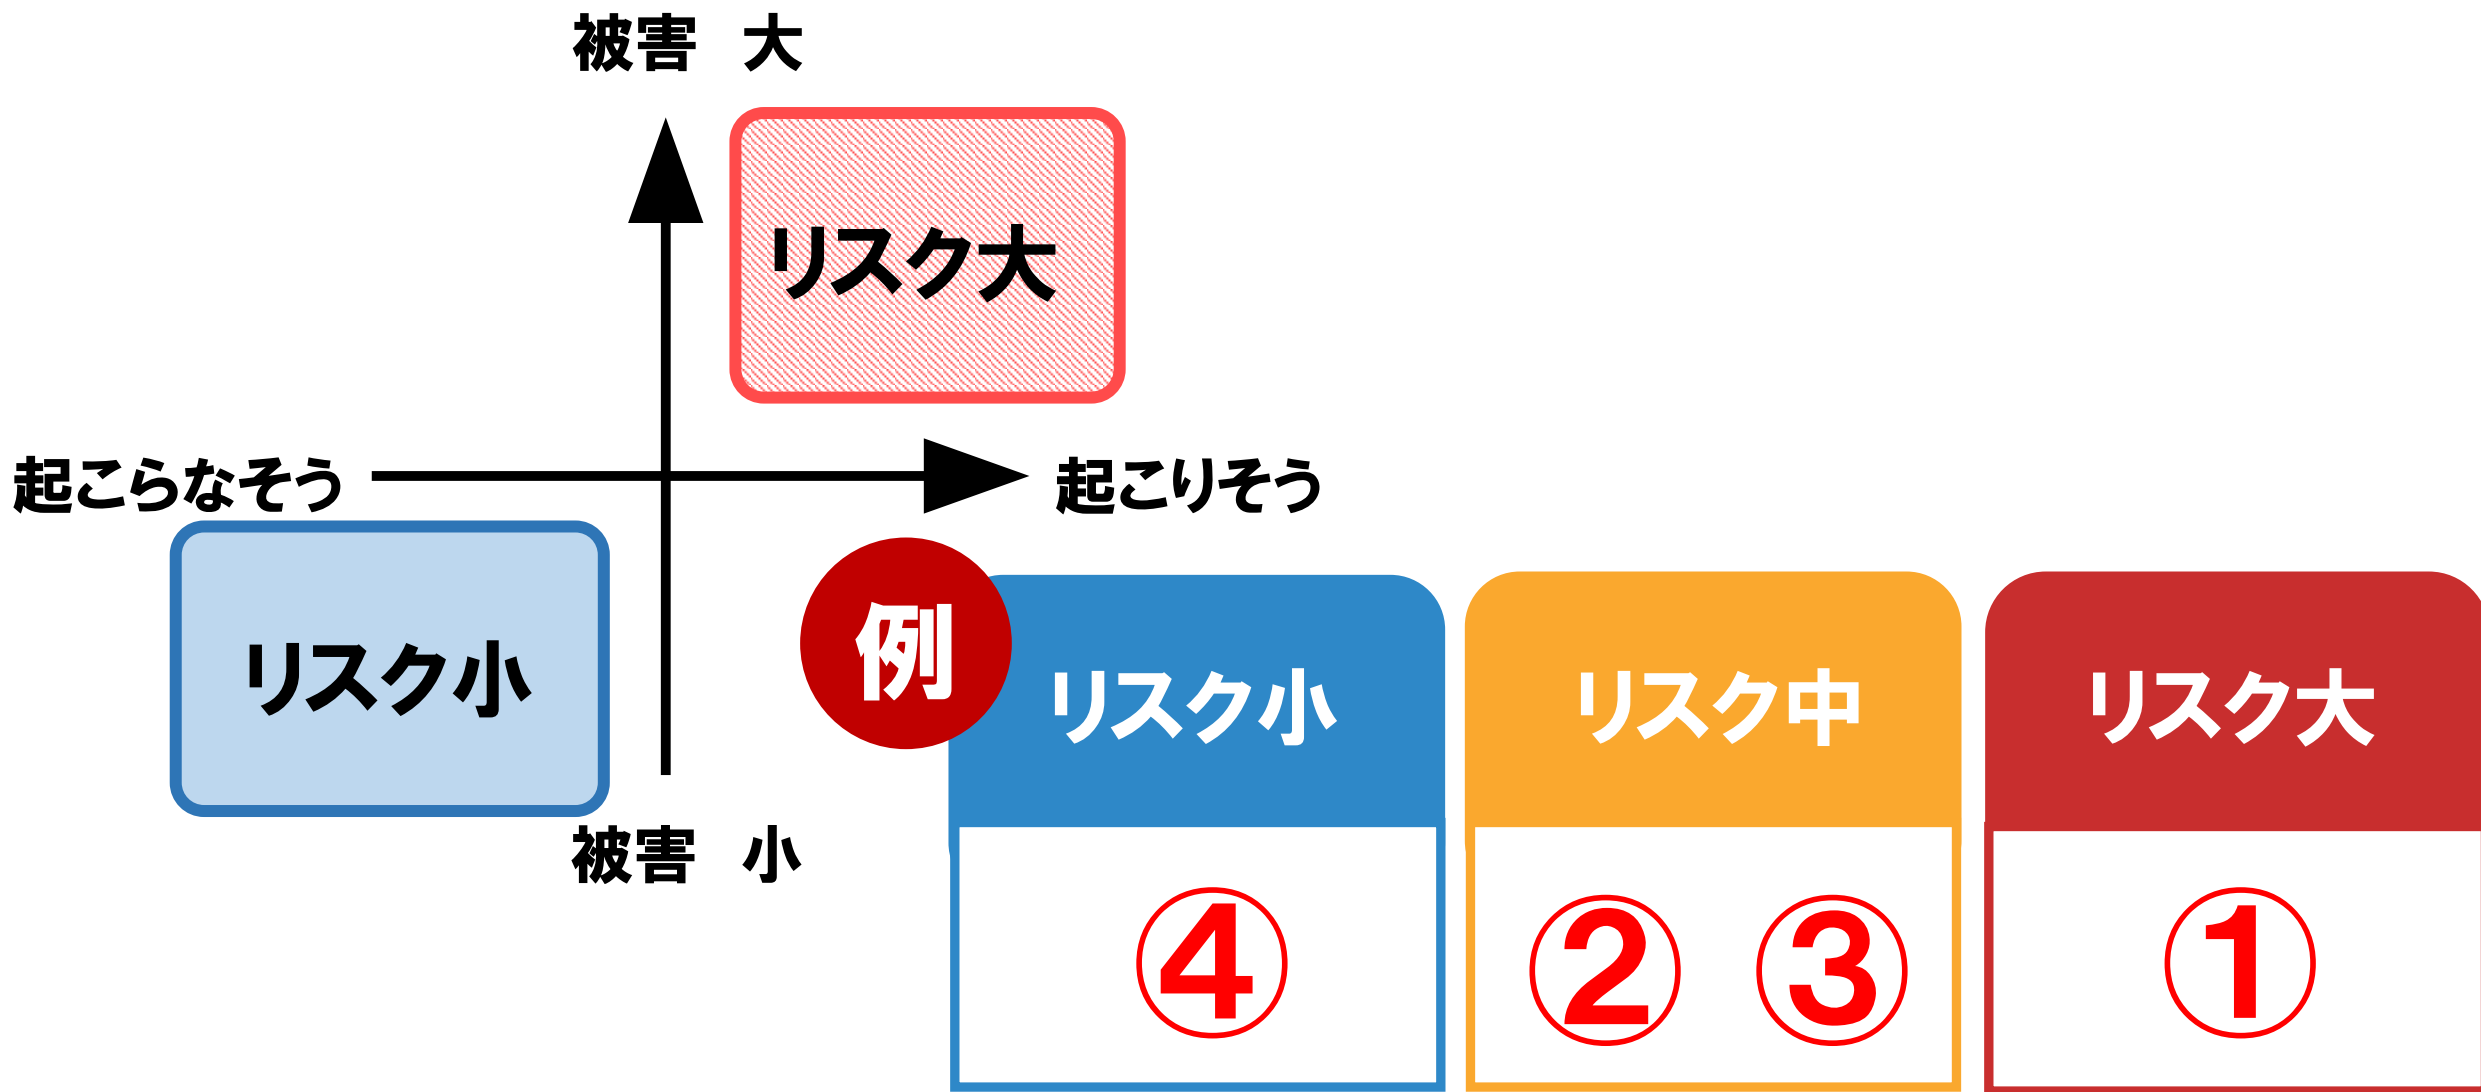 被害　大
リスク大
起こらなそう
起こりそう
リスク小
被害　小
例
リスク小
リスク中
リスク大
④
② ③
①